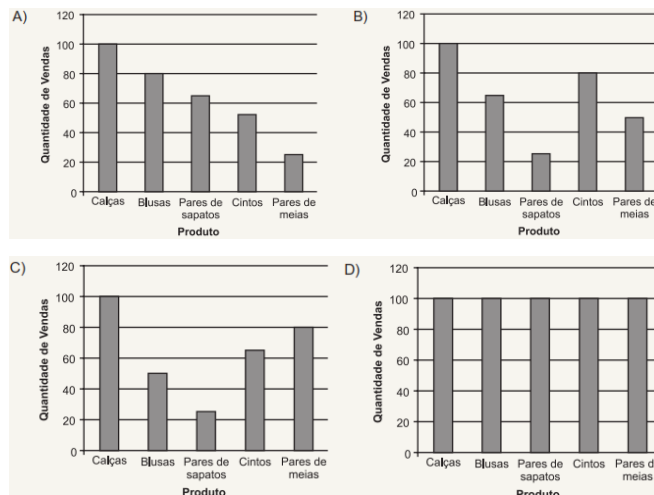 A)
Quantidade de Vendas
120
100
80
60
40
20
0
Calças Blusas Pares de sapatos Cintos Pares de meias
Produto
B)
Quantidade de Vendas
120
100
80
60
40
20
0
Calças Blusas Pares de sapatos Cintos Pares de meias
Produto
C)
Quantidade de Vendas
120
100
80
60
40
20
0
Calças Blusas Pares de sapatos Cintos Pares de meias
Produto
D)
Quantidade de Vendas
120
100
80
60
40
20
0
Calças Blusas Pares de sapatos Cintos Pares d meias
Produto